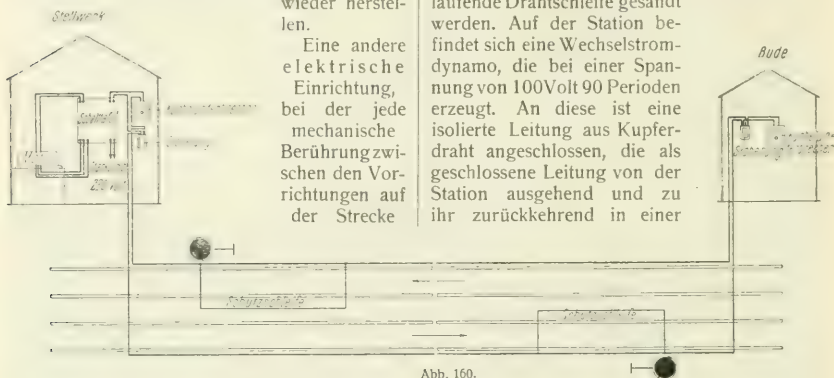 wieder herstel-
len.
Eine andere
elektrische
Einrichtung,
bei der jede
mechanische
Berührung zwi-
schen den Vor-
richtungen auf
der Strecke
laufende Drantschleife gesandt
werden. Auf der Station be-
findet sich eine Wechselstrom-
dynamo, die bei einer Span-
nung von 100 Volt 90 Perioden
erzeugt. An diese ist eine
isolierte Leitung aus Kupfer-
draht angeschlossen, die als
geschlossene Leitung von der
Station ausgehend und zu
ihr zurückkehrend in einer
Stellwerk
Bude
Schutzschleife
Schutzschleife
Abb. 160.